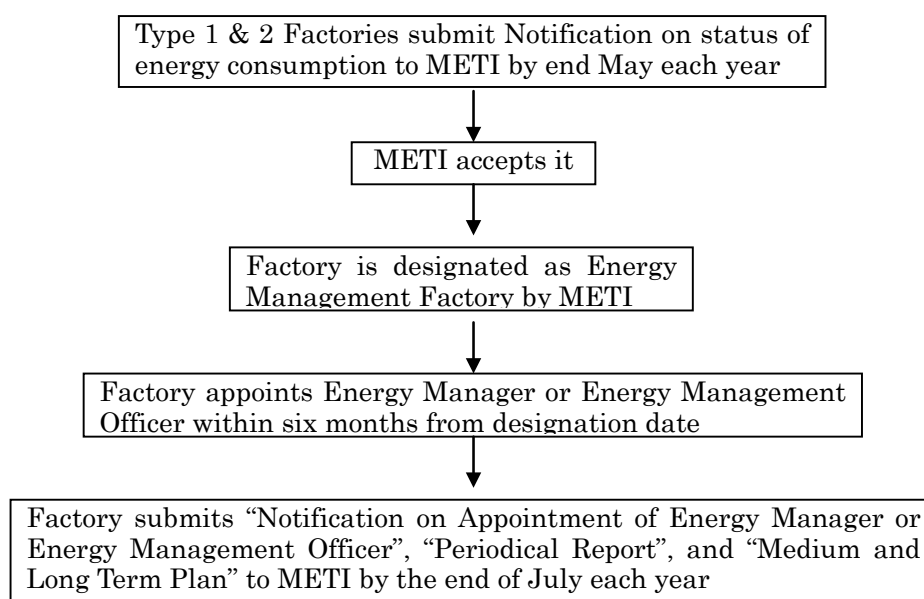 Type 1 & 2 Factories submit Notification on status of
energy consumption to METI by end May each year
METI accepts it
Factory is designated as Energy
Management Factory by METI
Factory appoints Energy Manager or Energy Management
Officer within six months from designation date
Factory submits “Notification on Appointment of Energy Manager or
Energy Management Officer”, “Periodical Report”, and “Medium and
Long Term Plan” to METI by the end of July each year